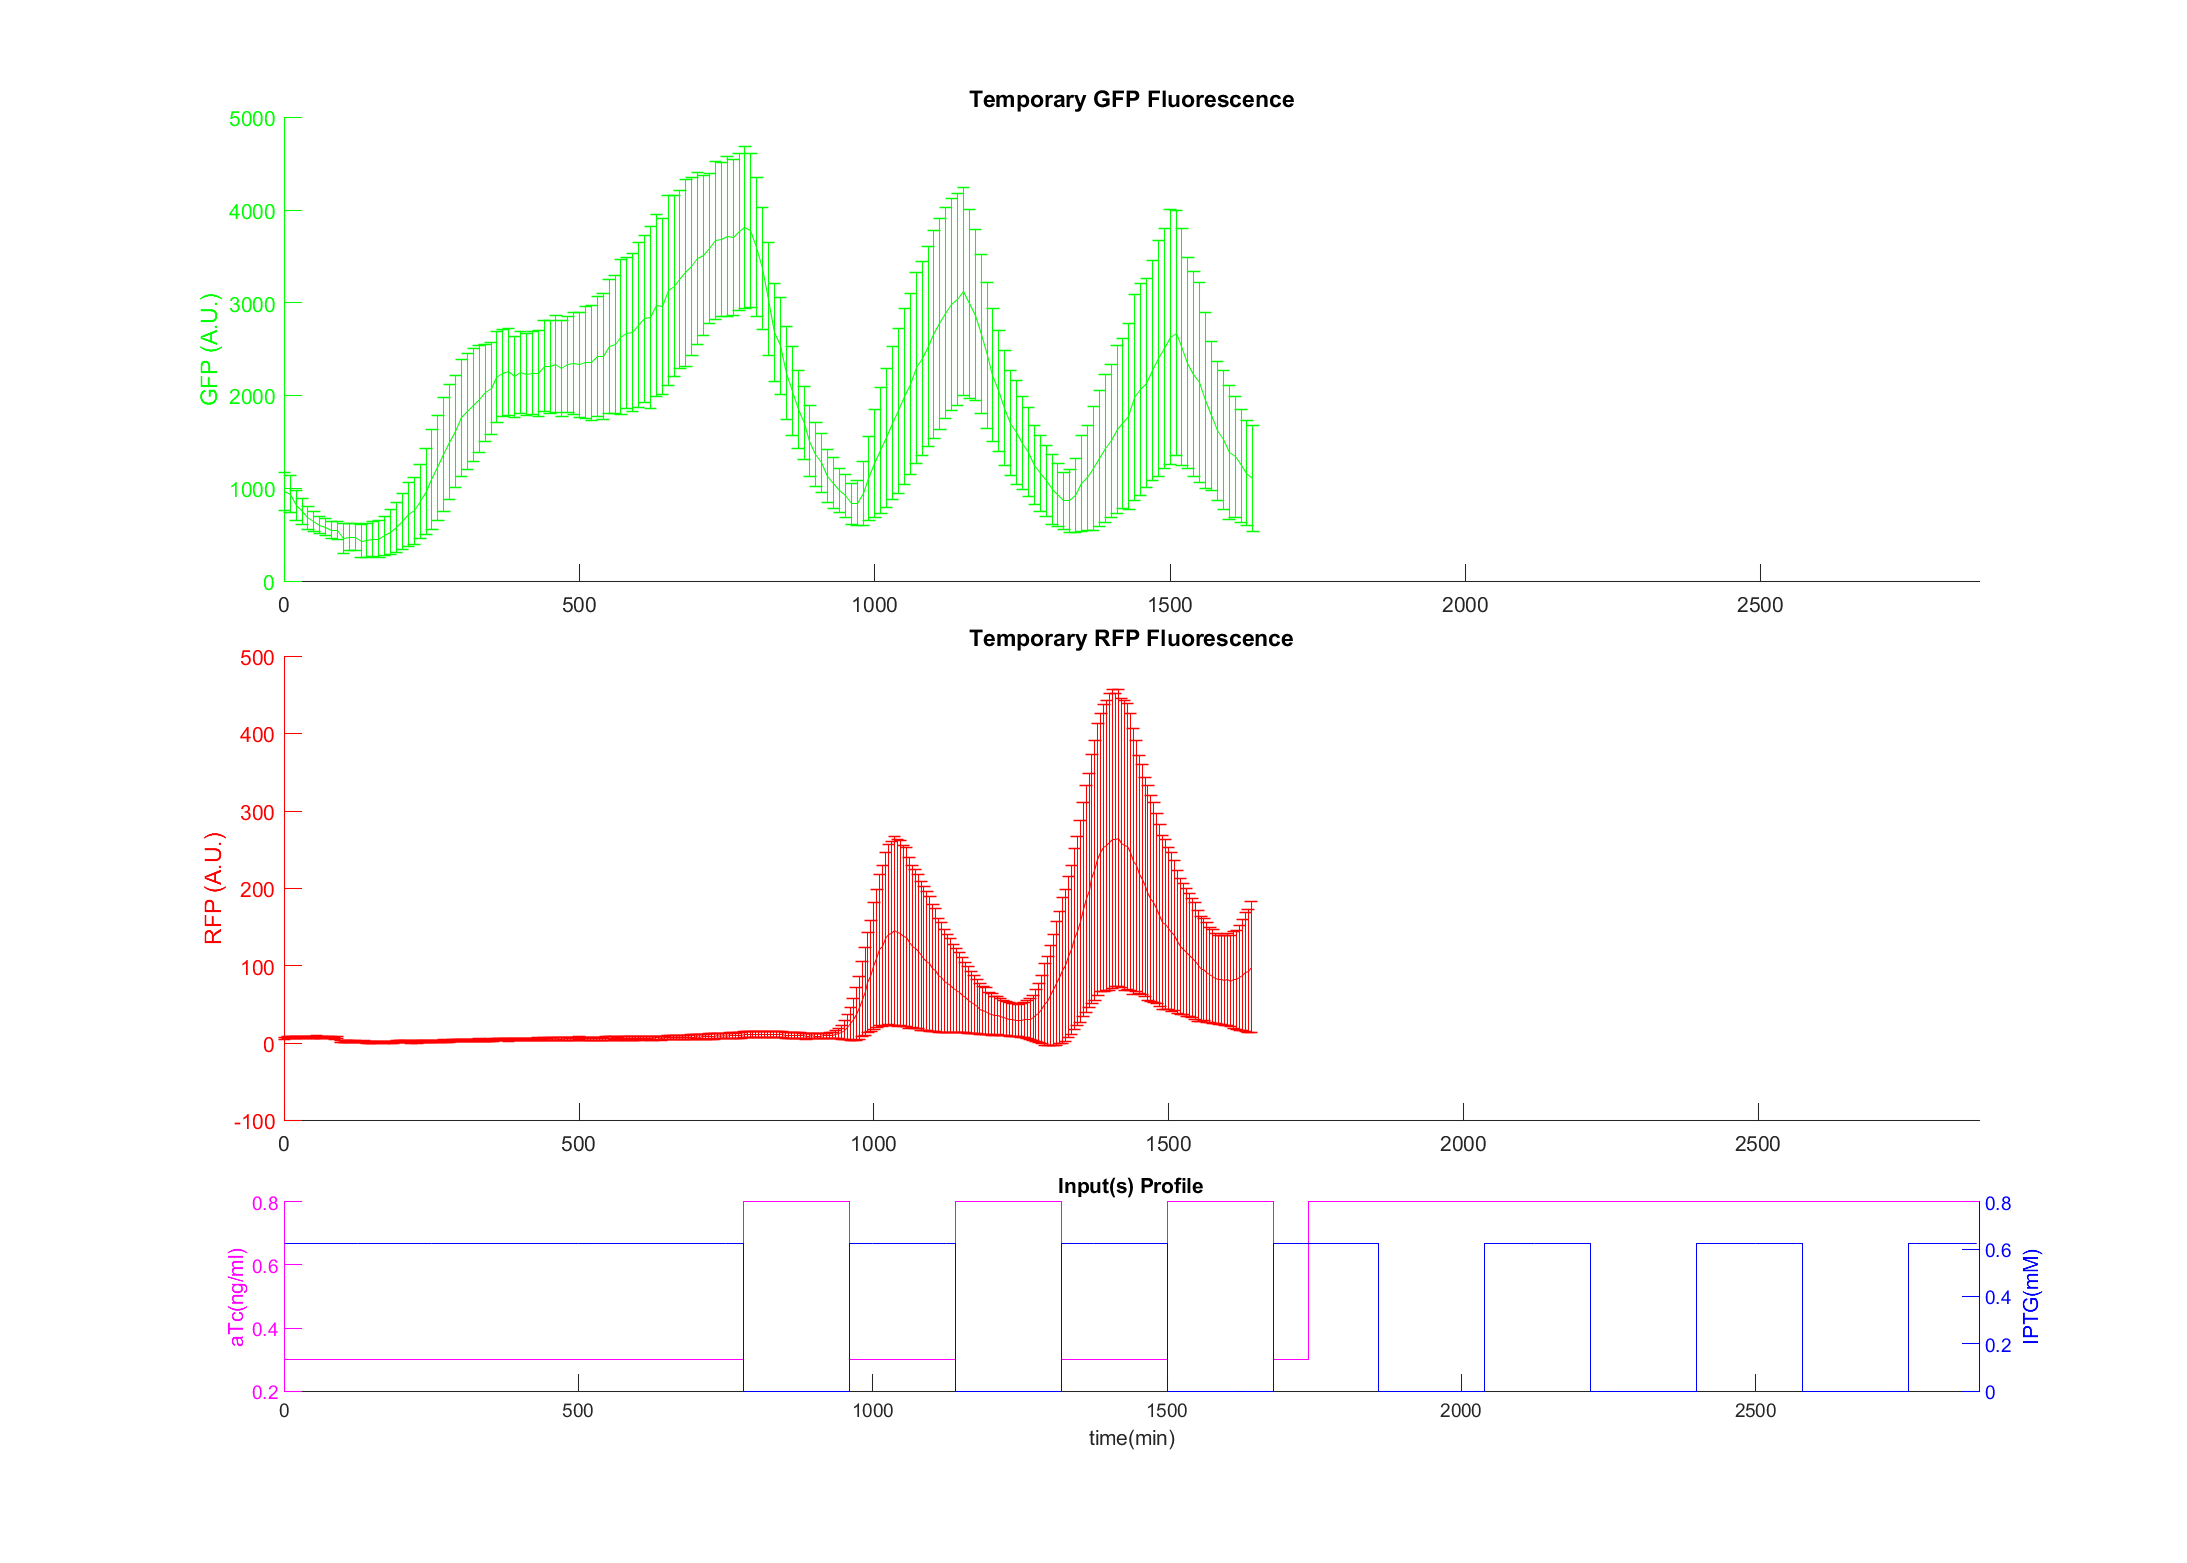 Temporary GFP Fluorescence
5000
4000
3000
2000
1000
0
GFP (A.U.)
0 500 1000 1500 2000 2500
Temporary RFP Fluorescence
500
400
300
200
100
0
-100
RFP (A.U.)
0 500 1000 1500 2000 2500
Input(s) Profile
0.8
0.6
0.4
0.2
aTc(ng/ml)
0.8
0.6
0.4
0.2
0
IPTG(mM)
0 500 1000 1500 2000 2500
time(min)